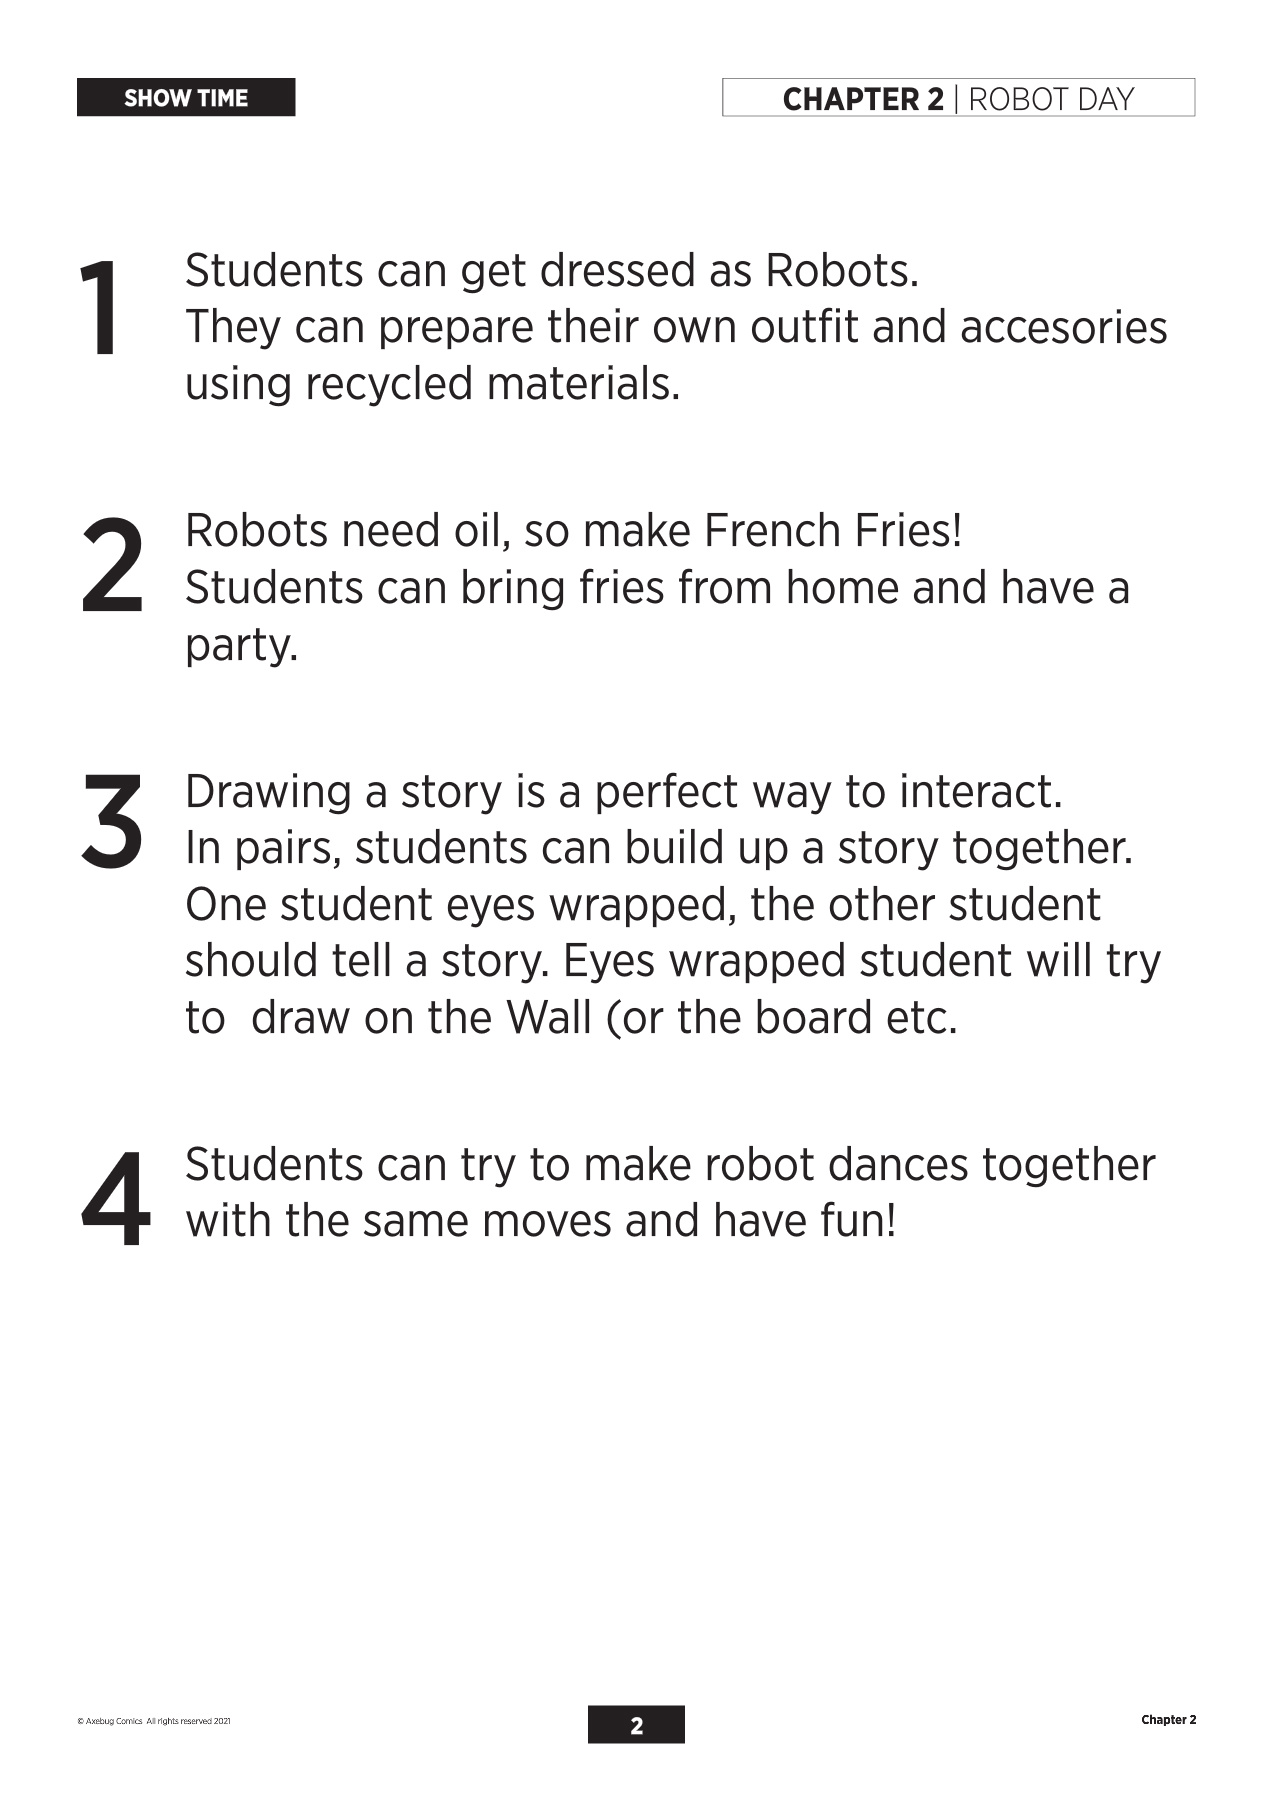 SHOW TIME
CHAPTER 2 | ROBOT DAY
1
Students can get dressed as Robots.
They can prepare their own outfit and accesories
using recycled materials.
2
Robots need oil, so make French Fries!
Students can bring fries from home and have a
party.
3
Drawing a story is a perfect way to interact.
In pairs, students can build up a story together.
One student eyes wrapped, the other student
should tell a story. Eyes wrapped student will try
to  draw on the Wall (or the board etc.
4
Students can try to make robot dances together
with the same moves and have fun!
© Axebug Comics  All rights reserved 2021
2
Chapter 2